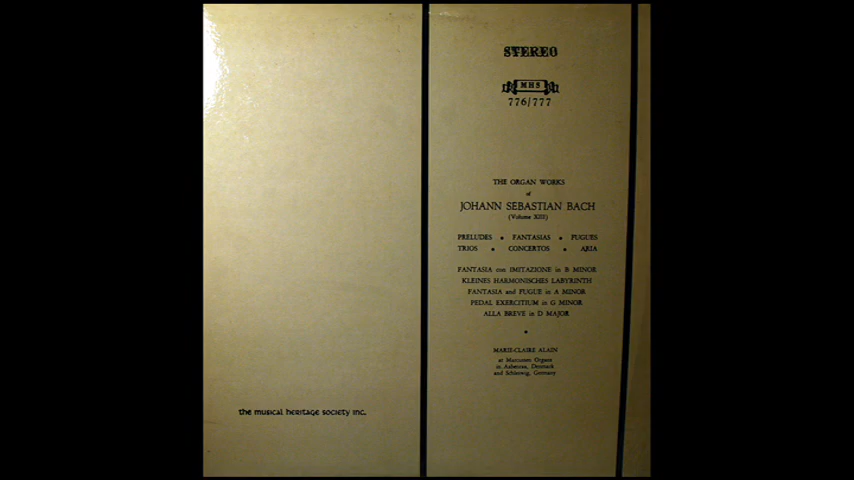 STEREO
MHS
776/777
THE ORGAN WORKS
of
JOHANN SEBASTIAN BACH
(Volume XIII)
PRELUDES • FANTASIAS • FUGUES
TRIOS • CONCERTOS • ARIA
FANTASIA con IMITAZIONE in B MINOR
KLEINES HARMONISCHES LABYRINTH
FANTASIA and FUGUE in A MINOR
PEDAL EXERCITIUM in G MINOR
ALLA BREVE in D MAJOR
•
MARIE-CLAIRE ALAIN
at Marcussen Organs
in Aabenraa, Denmark
and Schleswig, Germany
the musical heritage society inc.